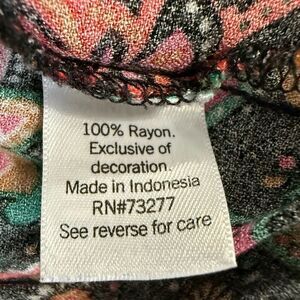 100% Rayon.
Exclusive of
decoration.
Made in Indonesia
RN#73277
See reverse for care